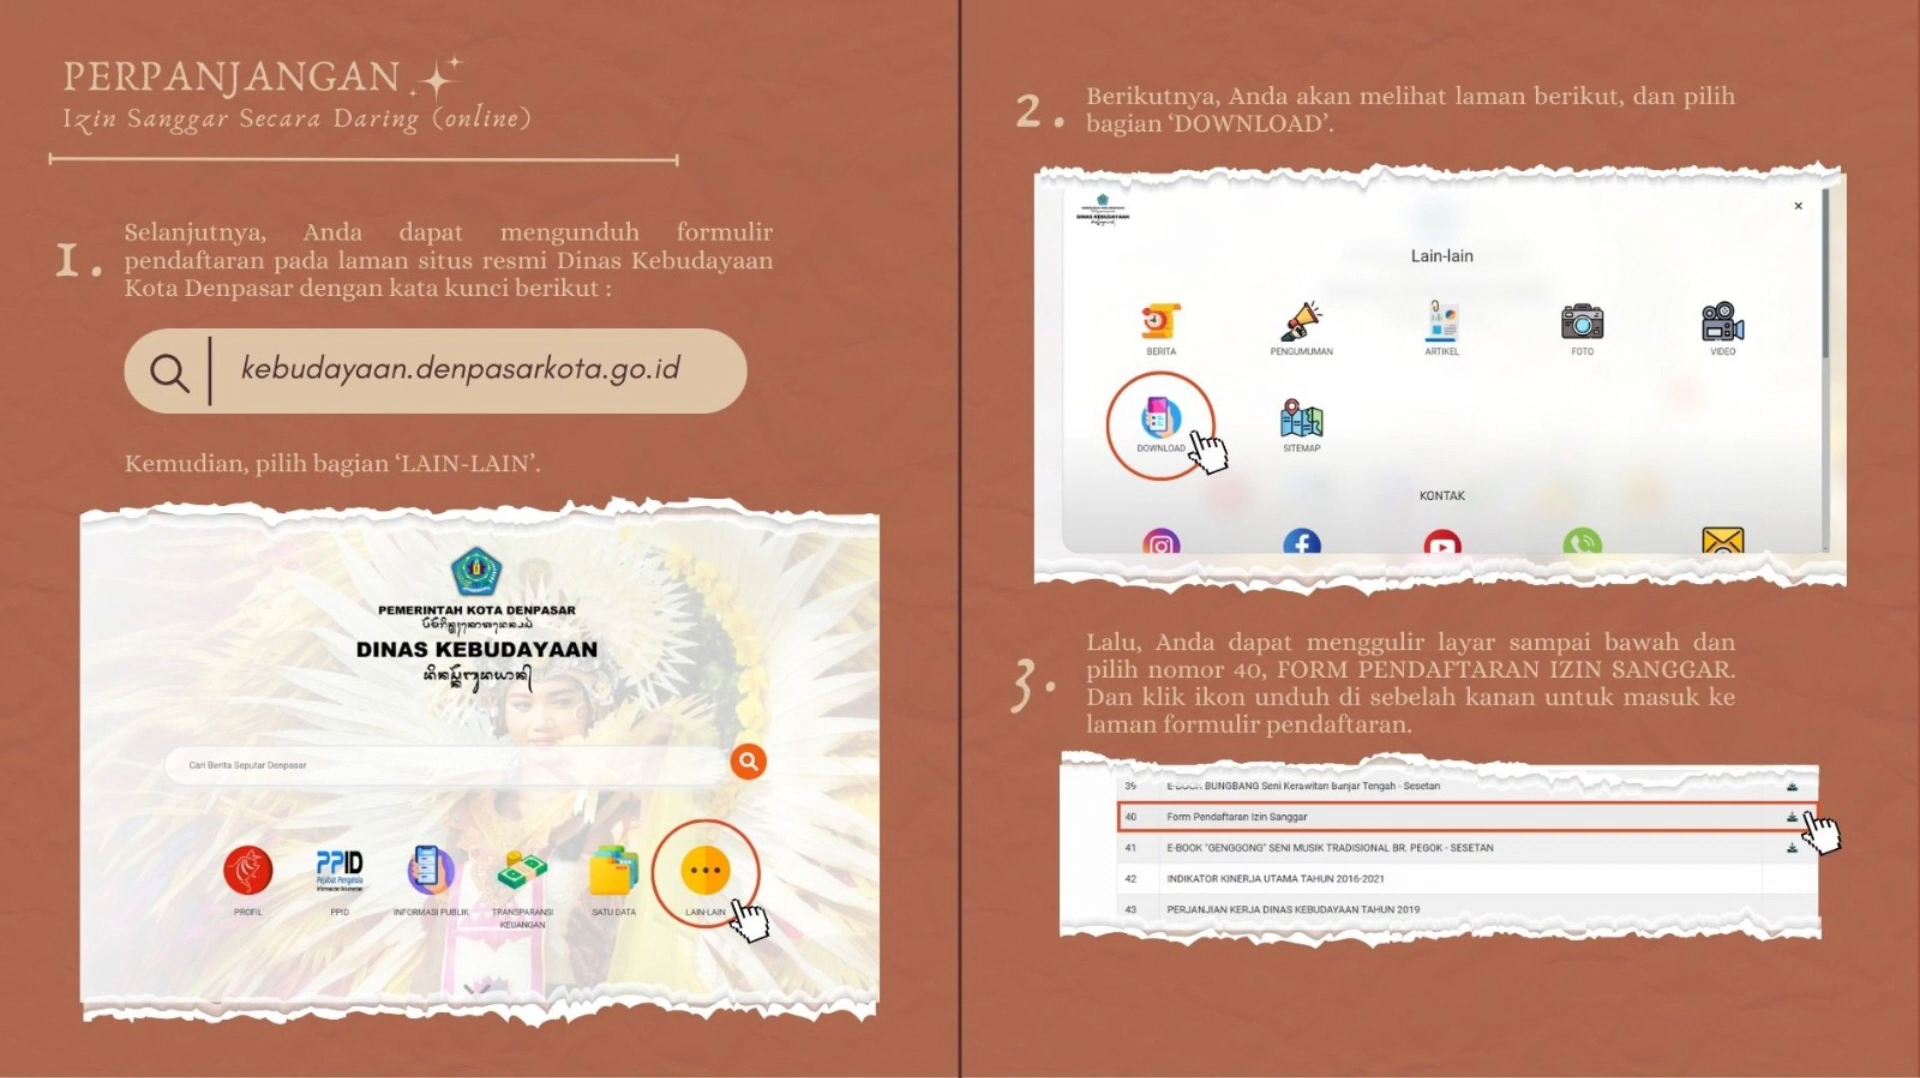 PERPANJANGAN
Izin Sanggar Secara Daring (online)
1.
Selanjutnya, Anda dapat mengunduh formulir
pendaftaran pada laman situs resmi Dinas Kebudayaan
Kota Denpasar dengan kata kunci berikut :
kebudayaan.denpasarkota.go.id
Kemudian, pilih bagian ‘LAIN-LAIN’.
PEMERINTAH KOTA DENPASAR
DINAS KEBUDAYAAN
Cari Berita Seputar Denpasar
PROFIL
PPID
Pejabat Pengelola
PPID
INFORMASI PUBLIK
TRANSPARANSI
KEUANGAN
SATU DATA
LAIN-LAIN
2.
Berikutnya, Anda akan melihat laman berikut, dan pilih
bagian ‘DOWNLOAD’.
DINAS KEBUDAYAAN
×
Lain-lain
BERITA
PENGUMUMAN
ARTIKEL
FOTO
VIDEO
DOWNLOAD
SITEMAP
KONTAK
3.
Lalu, Anda dapat menggulir layar sampai bawah dan
pilih nomor 40, FORM PENDAFTARAN IZIN SANGGAR.
Dan klik ikon unduh di sebelah kanan untuk masuk ke
laman formulir pendaftaran.
39 E-BOOK BUNGBANG Seni Kerawitan Banjar Tengah - Sesetan
40 Form Pendaftaran Izin Sanggar
41 E-BOOK "GENGGONG" SENI MUSIK TRADISIONAL BR. PEGOK - SESETAN
42 INDIKATOR KINERJA UTAMA TAHUN 2016-2021
43 PERJANJIAN KERJA DINAS KEBUDAYAAN TAHUN 2019